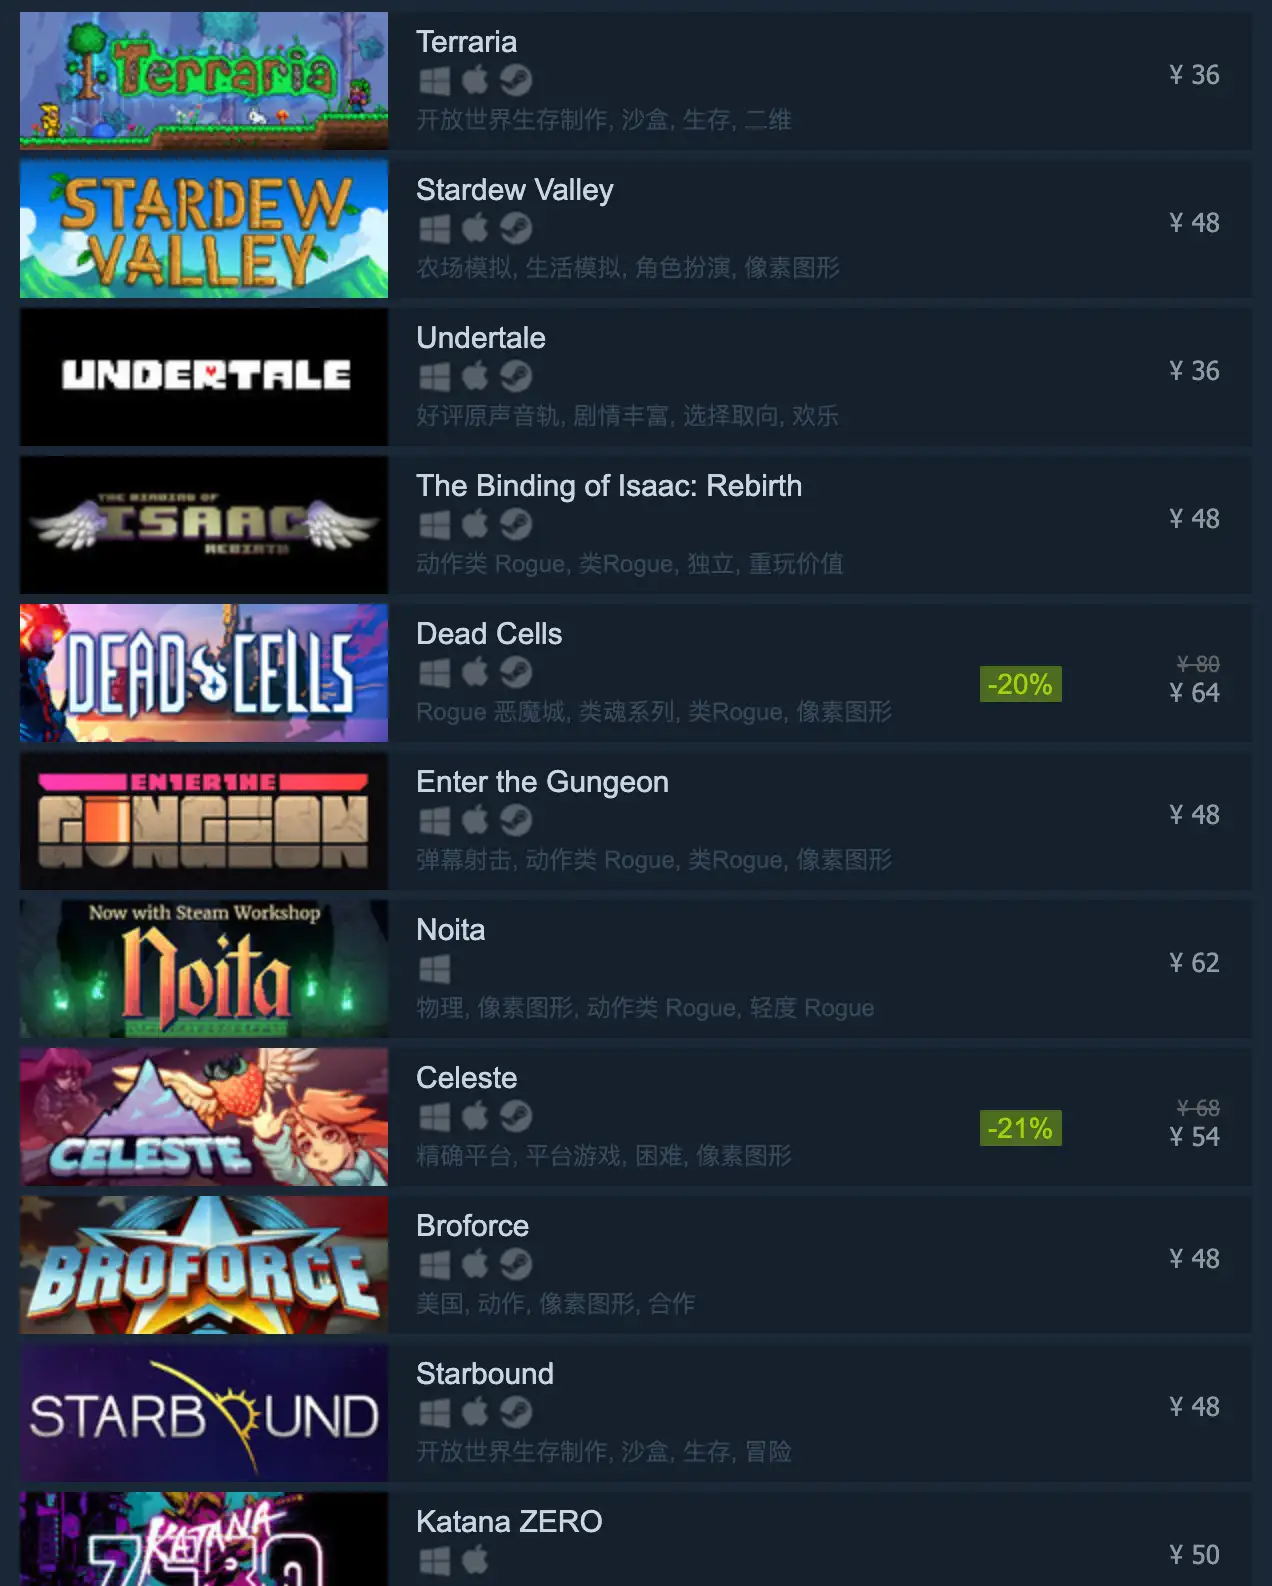 Terraria
Terraria
¥ 36
开放世界生存制作, 沙盒, 生存, 二维
STARDEW
VALLEY
Stardew Valley
¥ 48
农场模拟, 生活模拟, 角色扮演, 像素图形
UNDERTALE
Undertale
¥ 36
好评原声音轨, 剧情丰富, 选择取向, 欢乐
THE BINDING OF
ISAAC
REBIRTH
The Binding of Isaac: Rebirth
¥ 48
动作类 Rogue, 类Rogue, 独立, 重玩价值
DEAD CELLS
Dead Cells
-20%
¥ 80
¥ 64
Rogue 恶魔城, 类魂系列, 类Rogue, 像素图形
ENTER THE
GUNGEON
Enter the Gungeon
¥ 48
弹幕射击, 动作类 Rogue, 类Rogue, 像素图形
Now with Steam Workshop
Noita
Noita
¥ 62
物理, 像素图形, 动作类 Rogue, 轻度 Rogue
CELESTE
Celeste
-21%
¥ 68
¥ 54
精确平台, 平台游戏, 困难, 像素图形
BROFORCE
Broforce
¥ 48
美国, 动作, 像素图形, 合作
STARBOUND
Starbound
¥ 48
开放世界生存制作, 沙盒, 生存, 冒险
KATANA
ZERO
Katana ZERO
¥ 50